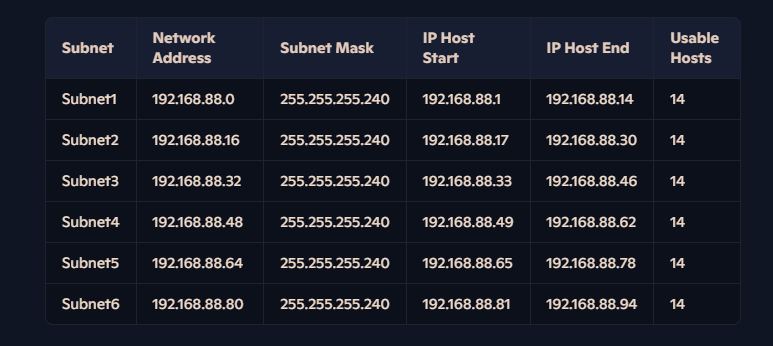 Subnet Network Address Subnet Mask IP Host Start IP Host End Usable Hosts
Subnet1 192.168.88.0 255.255.255.240 192.168.88.1 192.168.88.14 14
Subnet2 192.168.88.16 255.255.255.240 192.168.88.17 192.168.88.30 14
Subnet3 192.168.88.32 255.255.255.240 192.168.88.33 192.168.88.46 14
Subnet4 192.168.88.48 255.255.255.240 192.168.88.49 192.168.88.62 14
Subnet5 192.168.88.64 255.255.255.240 192.168.88.65 192.168.88.78 14
Subnet6 192.168.88.80 255.255.255.240 192.168.88.81 192.168.88.94 14